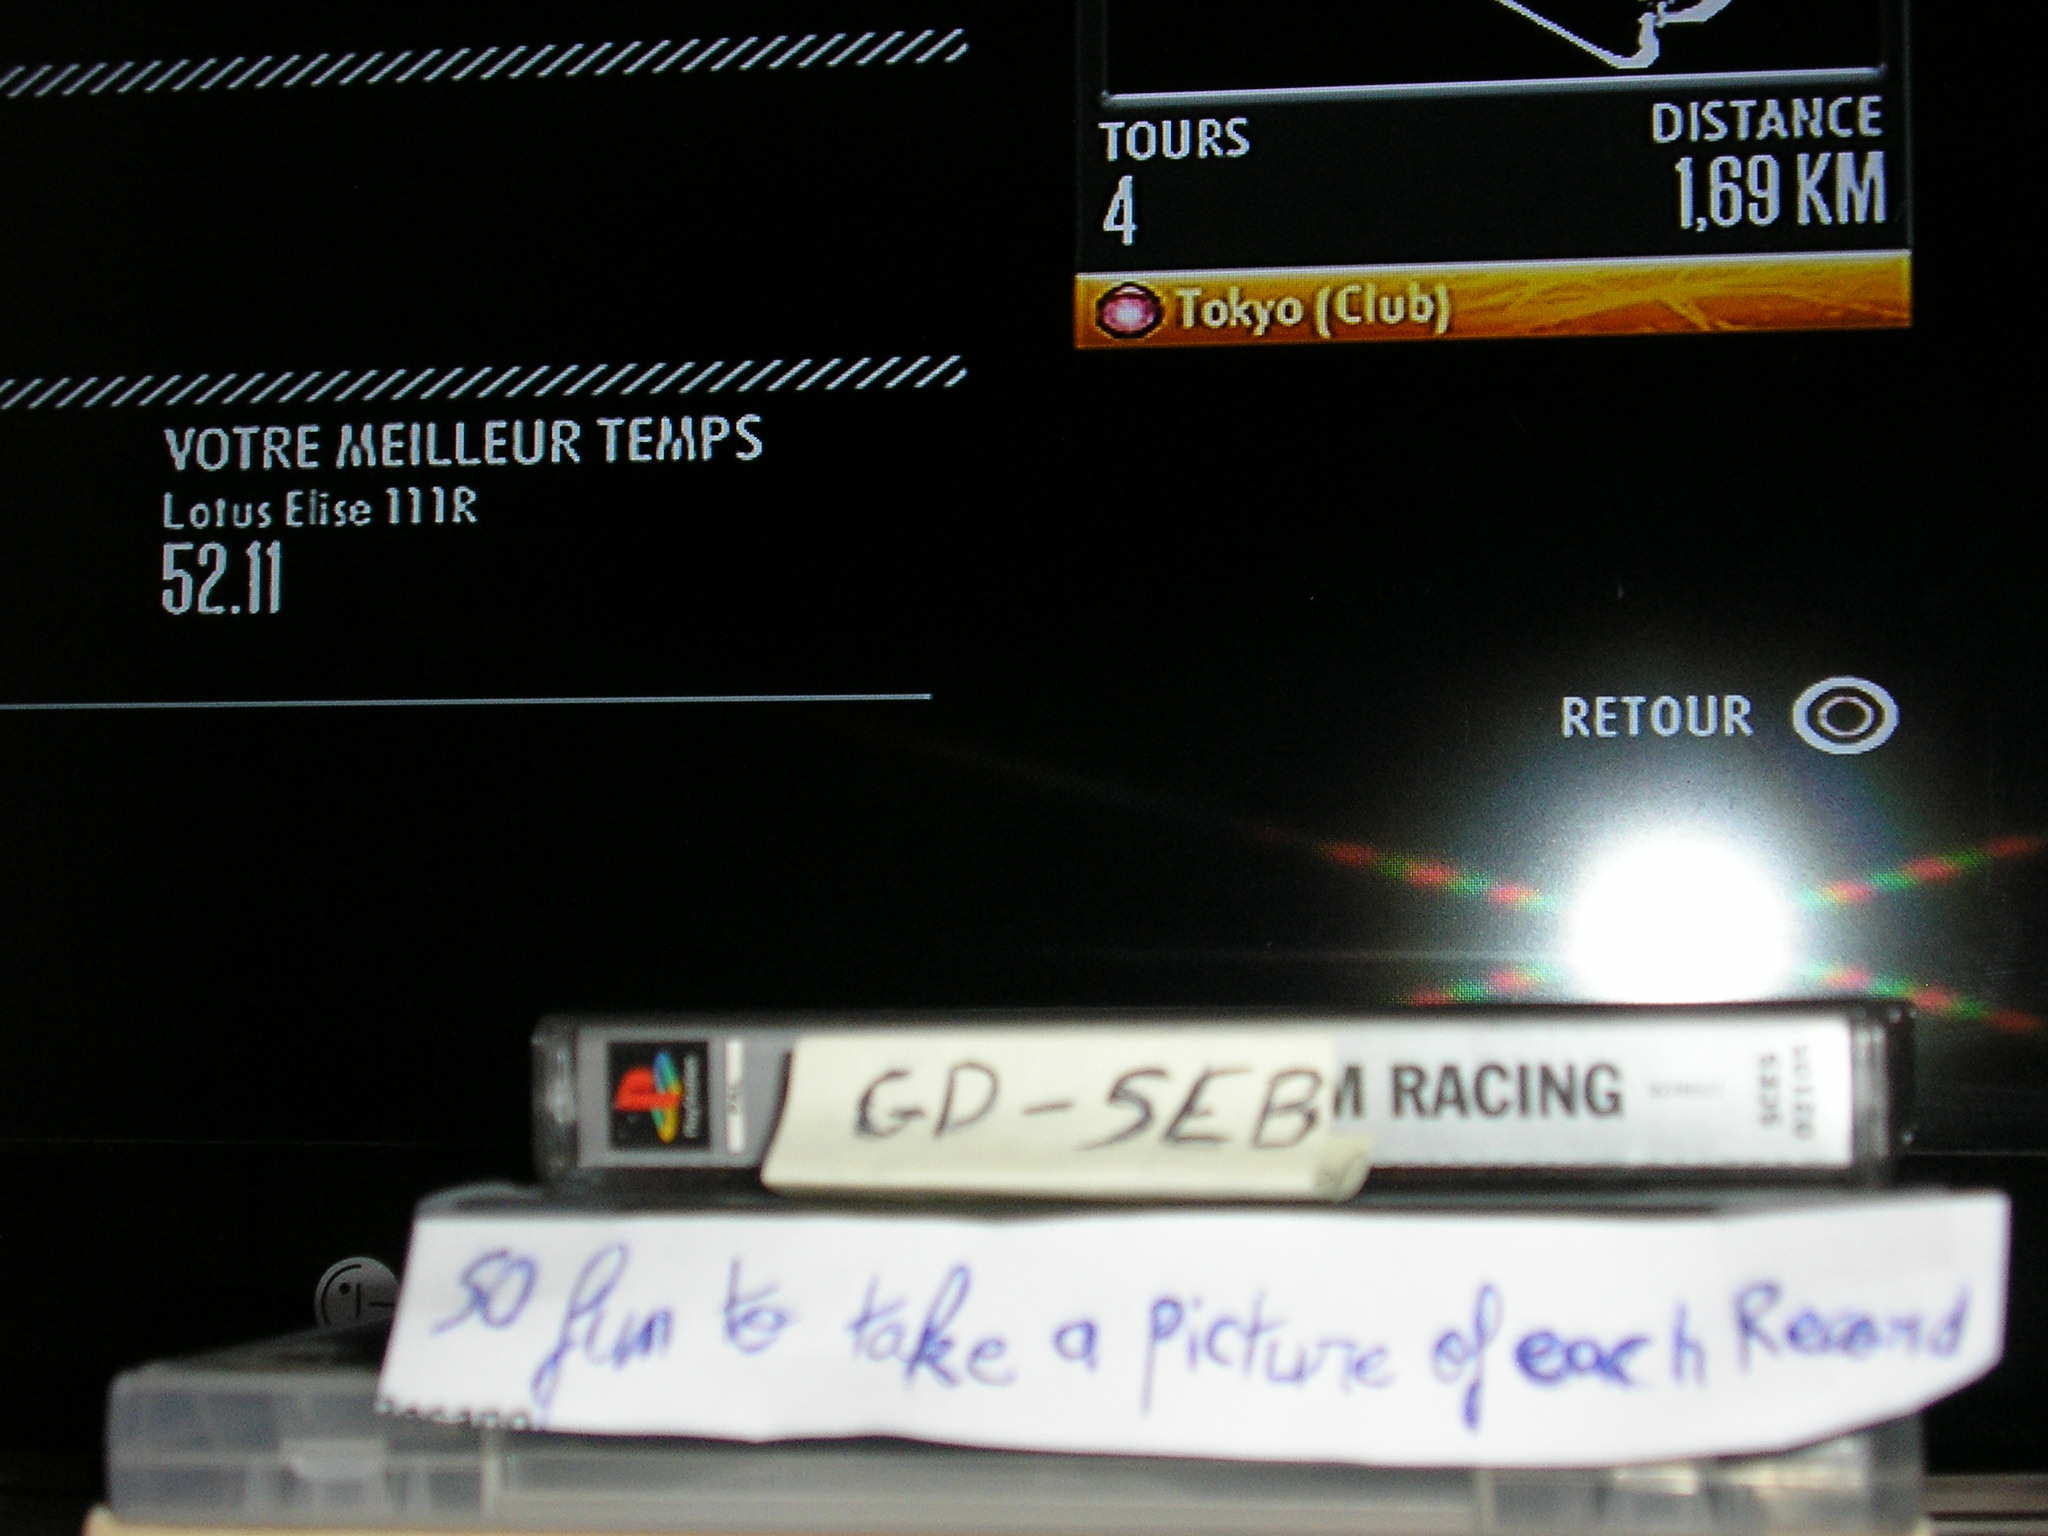 TOURS
DISTANCE
4
1,69 KM
Tokyo (Club)
VOTRE MEILLEUR TEMPS
Lotus Elise 111R
52.11
RETOUR
PlayStation
GD-SEB
M RACING
so fun to take a picture of each Record